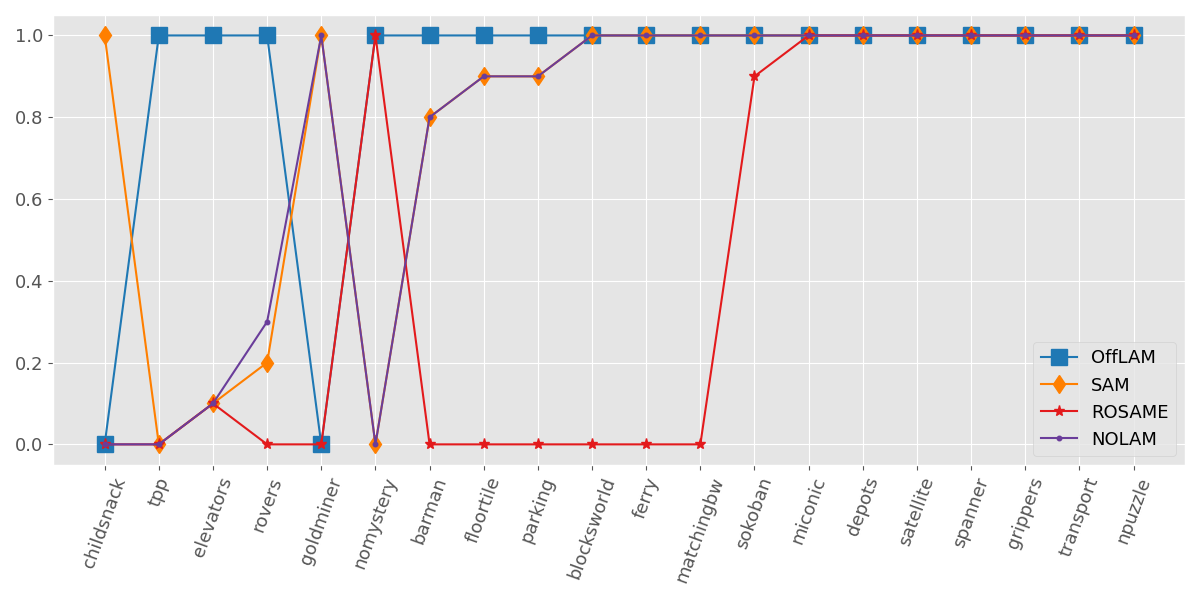 1.0
0.8
0.6
0.4
0.2
0.0
OffLAM
SAM
ROSAME
NOLAM
childsnack
tpp
elevators
rovers
goldminer
nomystery
barman
floortile
parking
blocksworld
ferry
matchingbw
sokoban
miconic
depots
satellite
spanner
grippers
transport
npuzzle